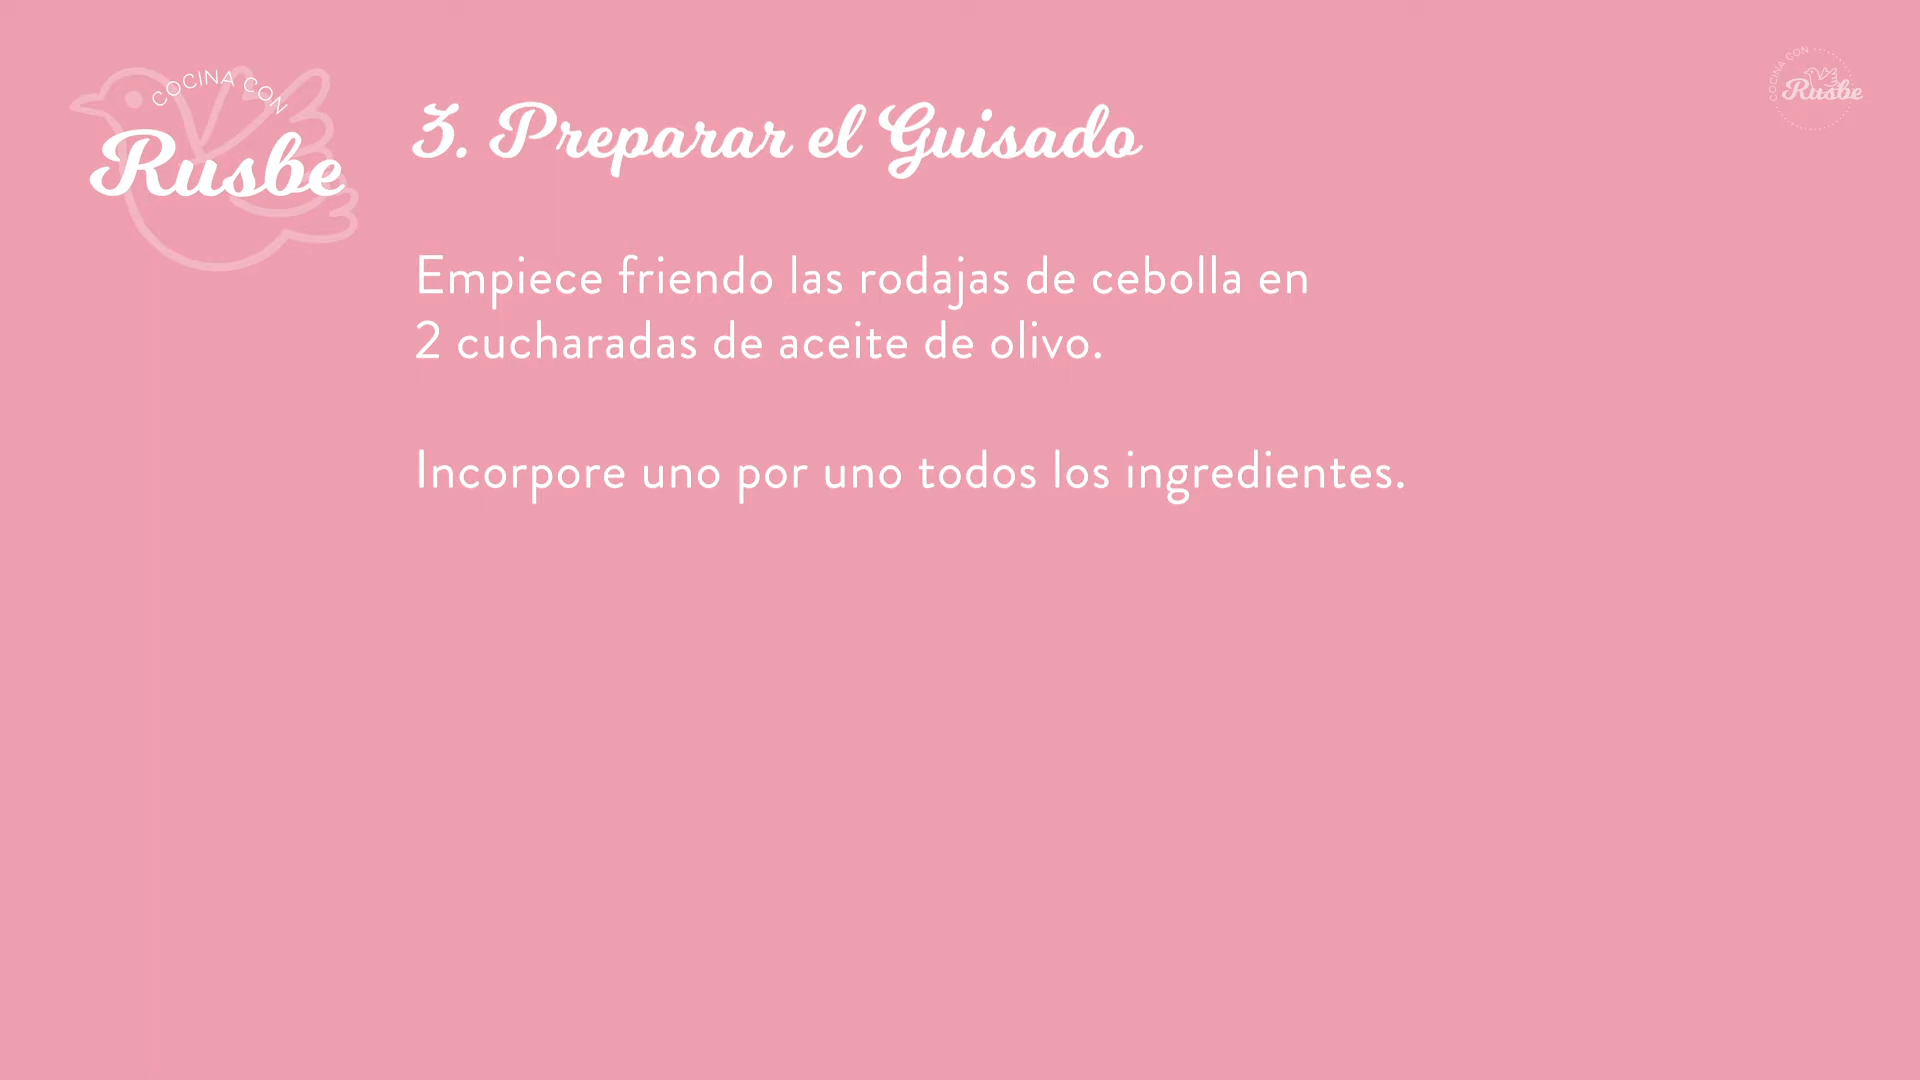 COCINA CON
Rusbe
3. Preparar el Guisado
COCINA CON
Rusbe
Empiece friendo las rodajas de cebolla en
2 cucharadas de aceite de olivo.
Incorpore uno por uno todos los ingredientes.